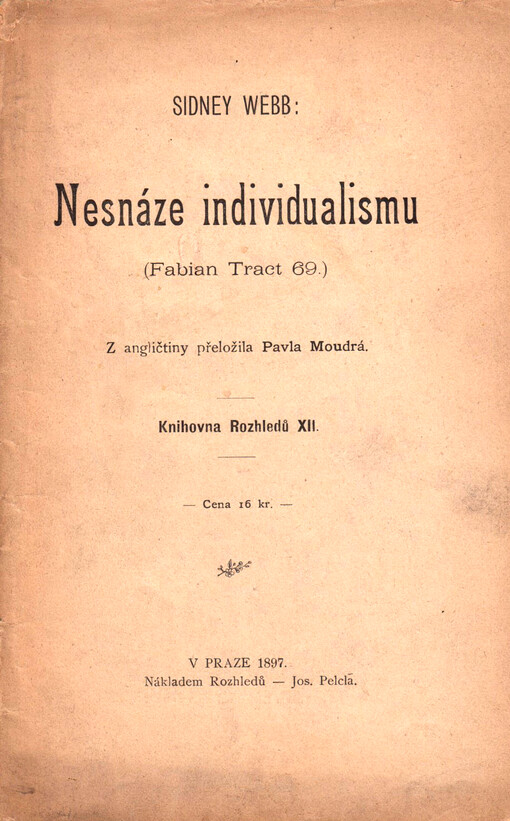 SIDNEY WEBB:
Nesnáze individualismu
(Fabian Tract 69.)
Z angličtiny přeložila Pavla Moudrá.
Knihovna Rozhledů XII.
— Cena 16 kr. —
V PRAZE 1897.
Nákladem Rozhledů — Jos. Pelcla.